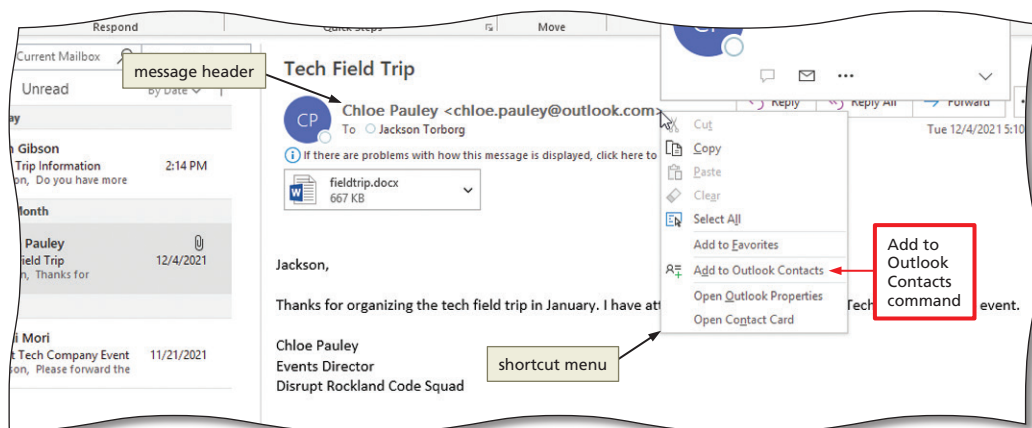 Respond
Quick Steps
Move
Current Mailbox
Unread
By Date
message header
Gibson
Trip Information 2:14 PM
on, Do you have more
Month
Pauley
Field Trip 12/4/2021
n, Thanks for
i Mori
t Tech Company Event 11/21/2021
son, Please forward the
Tech Field Trip
CP
CP
Chloe Pauley <chloe.pauley@outlook.com>
To Jackson Torborg
Reply Reply All Forward
Tue 12/4/2021 5:10
If there are problems with how this message is displayed, click here to
fieldtrip.docx
667 KB
Jackson,
Thanks for organizing the tech field trip in January. I have att
Tech
event.
Chloe Pauley
Events Director
Disrupt Rockland Code Squad
Cut
Copy
Paste
Clear
Select All
Add to Favorites
Add to Outlook Contacts
Open Outlook Properties
Open Contact Card
shortcut menu
Add to
Outlook
Contacts
command